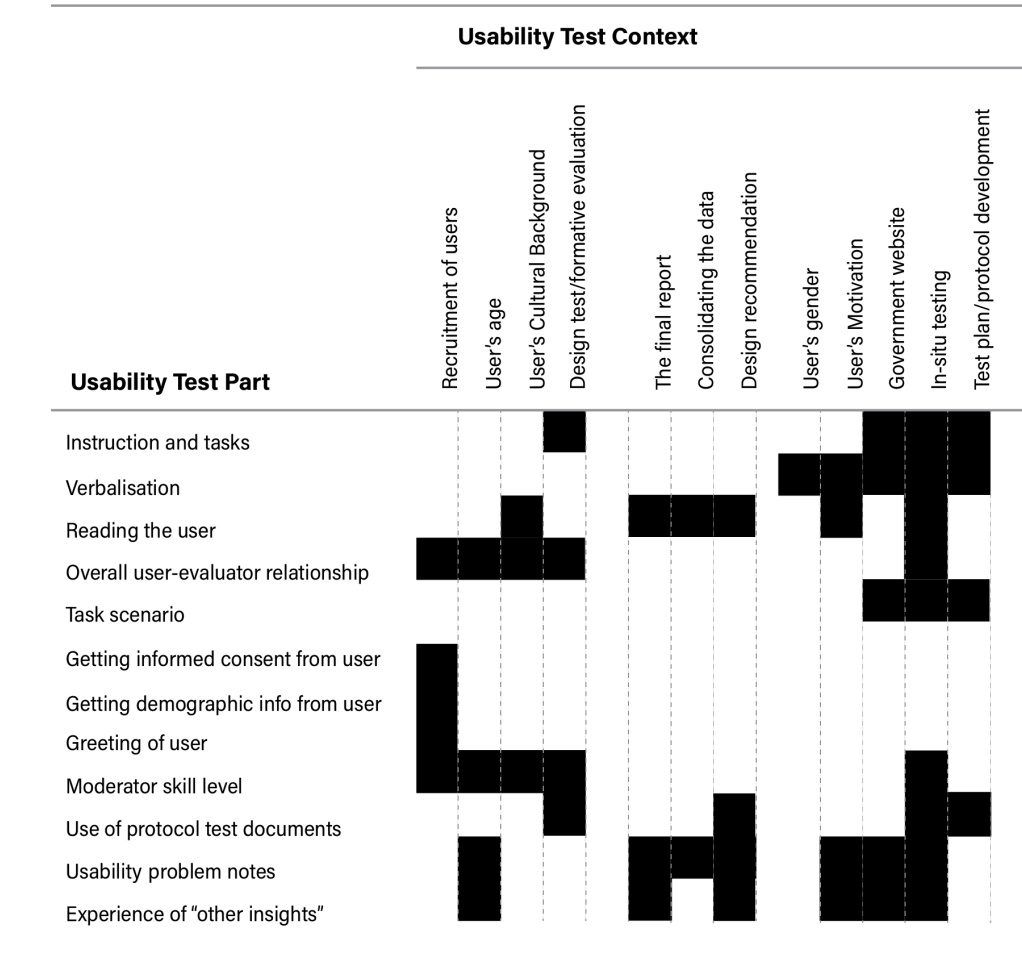 Usability Test Context
Recruitment of users
User’s age
User’s Cultural Background
Design test/formative evaluation
The final report
Consolidating the data
Design recommendation
User’s gender
User’s Motivation
Government website
In-situ testing
Test plan/protocol development
Usability Test Part
Instruction and tasks
Verbalisation
Reading the user
Overall user-evaluator relationship
Task scenario
Getting informed consent from user
Getting demographic info from user
Greeting of user
Moderator skill level
Use of protocol test documents
Usability problem notes
Experience of “other insights”